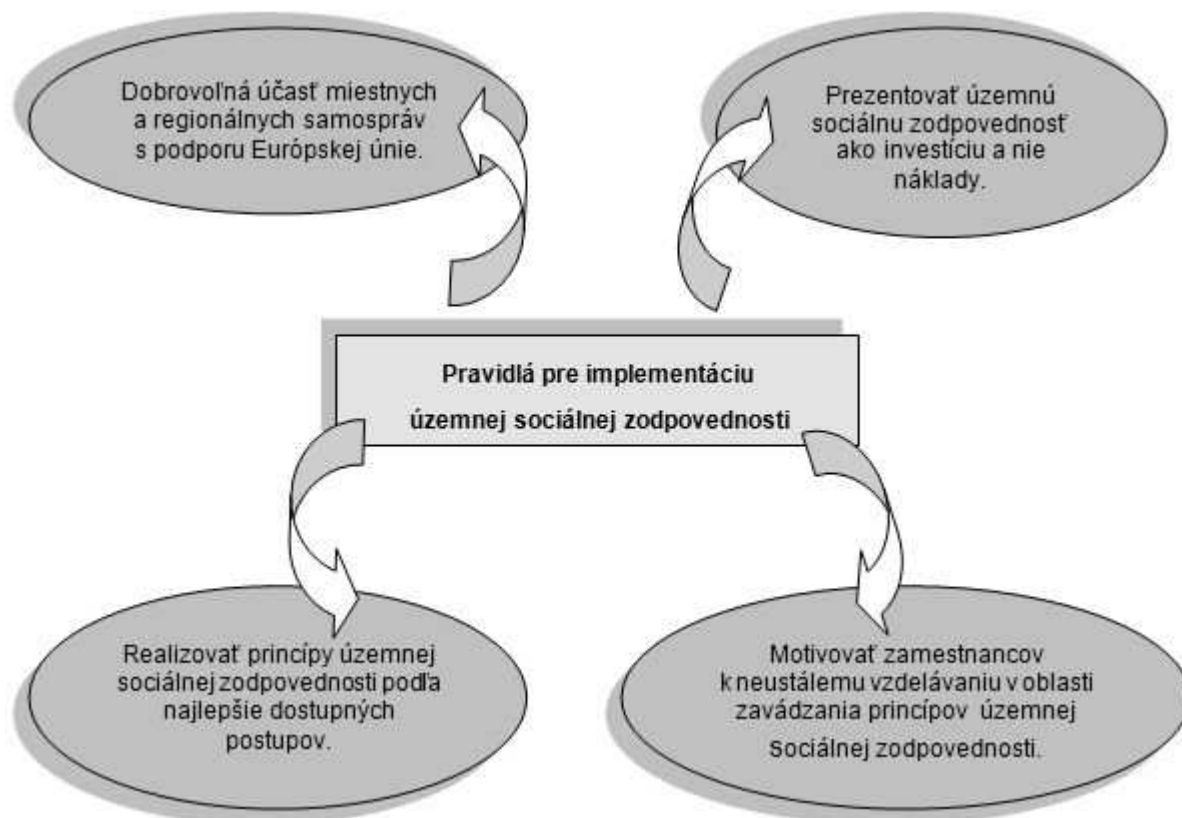 Dobrovoľná účasť miestnych
a regionálnych samospráv
s podporu Európskej únie.
Prezentovať územnú
sociálnu zodpovednosť
ako investíciu a nie
náklady.
Pravidlá pre implementáciu
územnej sociálnej zodpovednosti
Realizovať princípy územnej
sociálnej zodpovednosti podľa
najlepšie dostupných
postupov.
Motivovať zamestnancov
k neustálemu vzdelávaniu v oblasti
zavádzania princípov územnej
Sociálnej zodpovednosti.